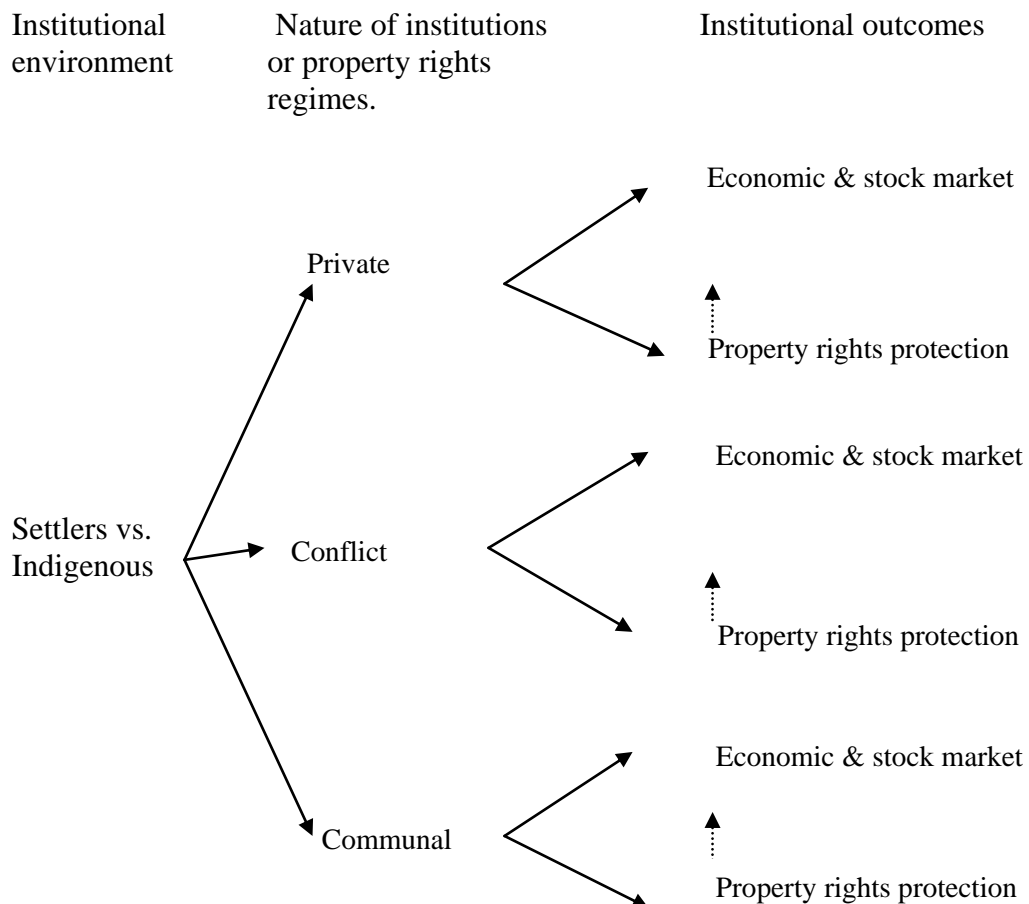 Institutional
environment
Nature of institutions
or property rights
regimes.
Institutional outcomes
Economic & stock market
Private
Property rights protection
Economic & stock market
Settlers vs.
Indigenous
Conflict
Property rights protection
Economic & stock market
Communal
Property rights protection